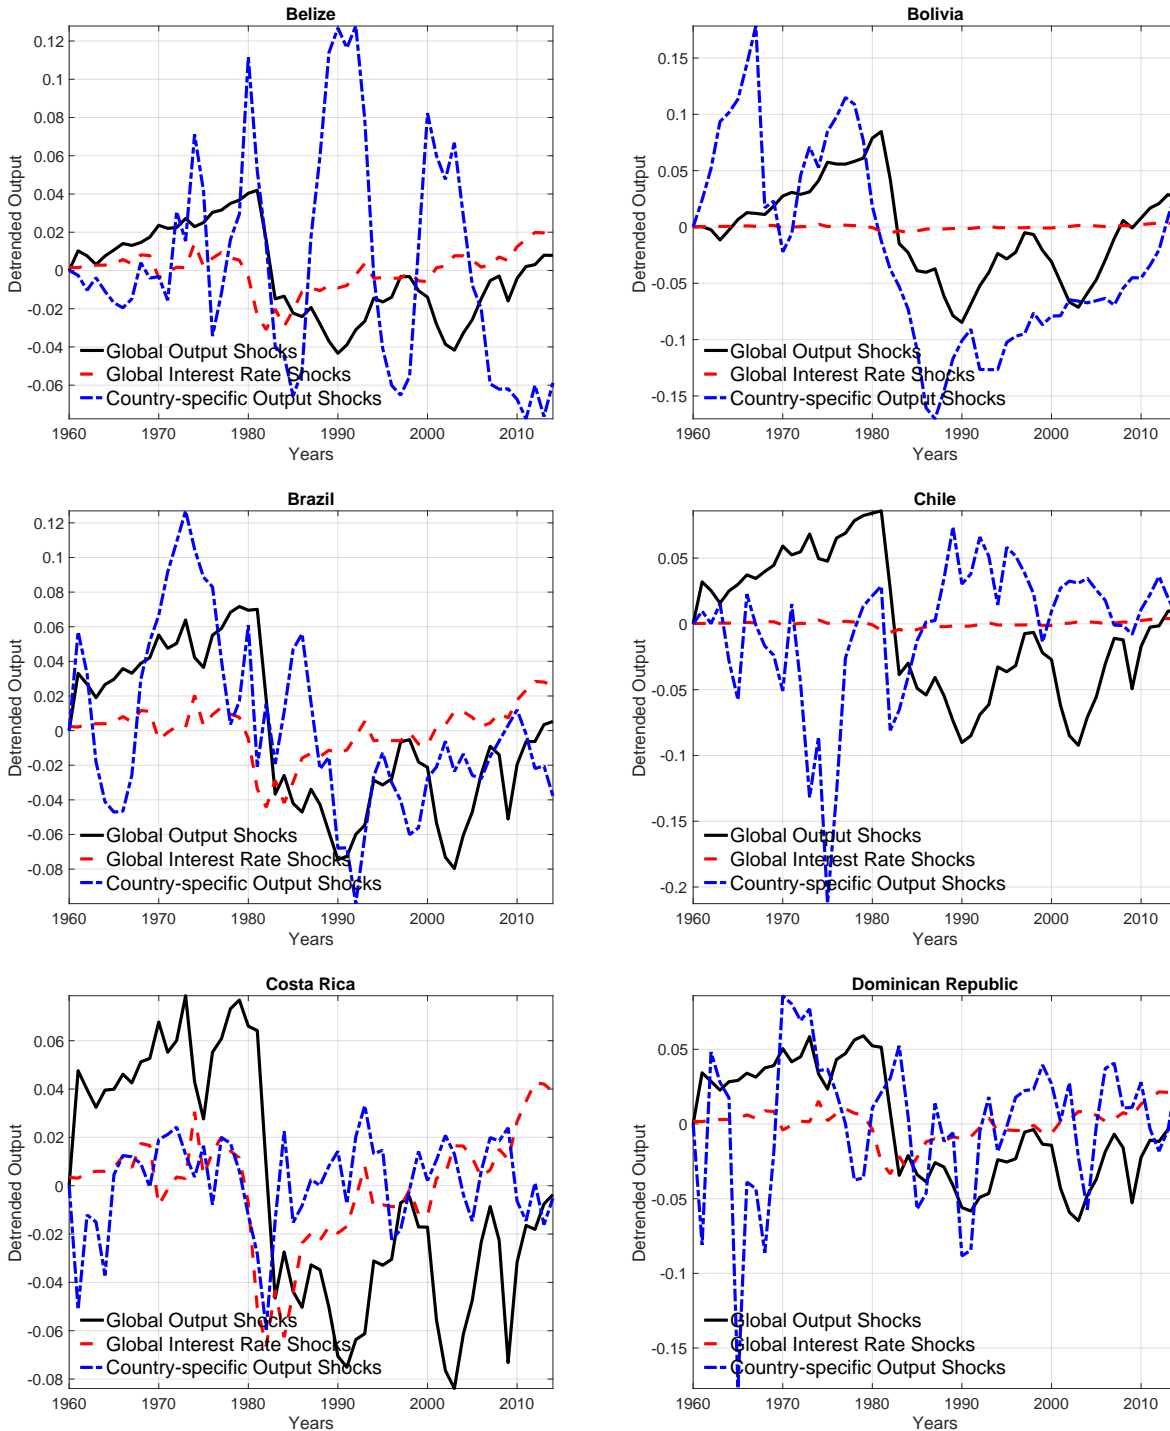 Belize
0.12
0.1
0.08
0.06
0.04
0.02
0
-0.02
-0.04
-0.06
Detrended Output
Global Output Shocks
Global Interest Rate Shocks
Country-specific Output Shocks
1960 1970 1980 1990 2000 2010
Years
Bolivia
0.15
0.1
0.05
0
-0.05
-0.1
-0.15
Detrended Output
Global Output Shocks
Global Interest Rate Shocks
Country-specific Output Shocks
1960 1970 1980 1990 2000 2010
Years
Brazil
0.12
0.1
0.08
0.06
0.04
0.02
0
-0.02
-0.04
-0.06
-0.08
Detrended Output
Global Output Shocks
Global Interest Rate Shocks
Country-specific Output Shocks
1960 1970 1980 1990 2000 2010
Years
Chile
0.05
0
-0.05
-0.1
-0.15
-0.2
Detrended Output
Global Output Shocks
Global Interest Rate Shocks
Country-specific Output Shocks
1960 1970 1980 1990 2000 2010
Years
Costa Rica
0.06
0.04
0.02
0
-0.02
-0.04
-0.06
-0.08
Detrended Output
Global Output Shocks
Global Interest Rate Shocks
Country-specific Output Shocks
1960 1970 1980 1990 2000 2010
Years
Dominican Republic
0.05
0
-0.05
-0.1
-0.15
Detrended Output
Global Output Shocks
Global Interest Rate Shocks
Country-specific Output Shocks
1960 1970 1980 1990 2000 2010
Years